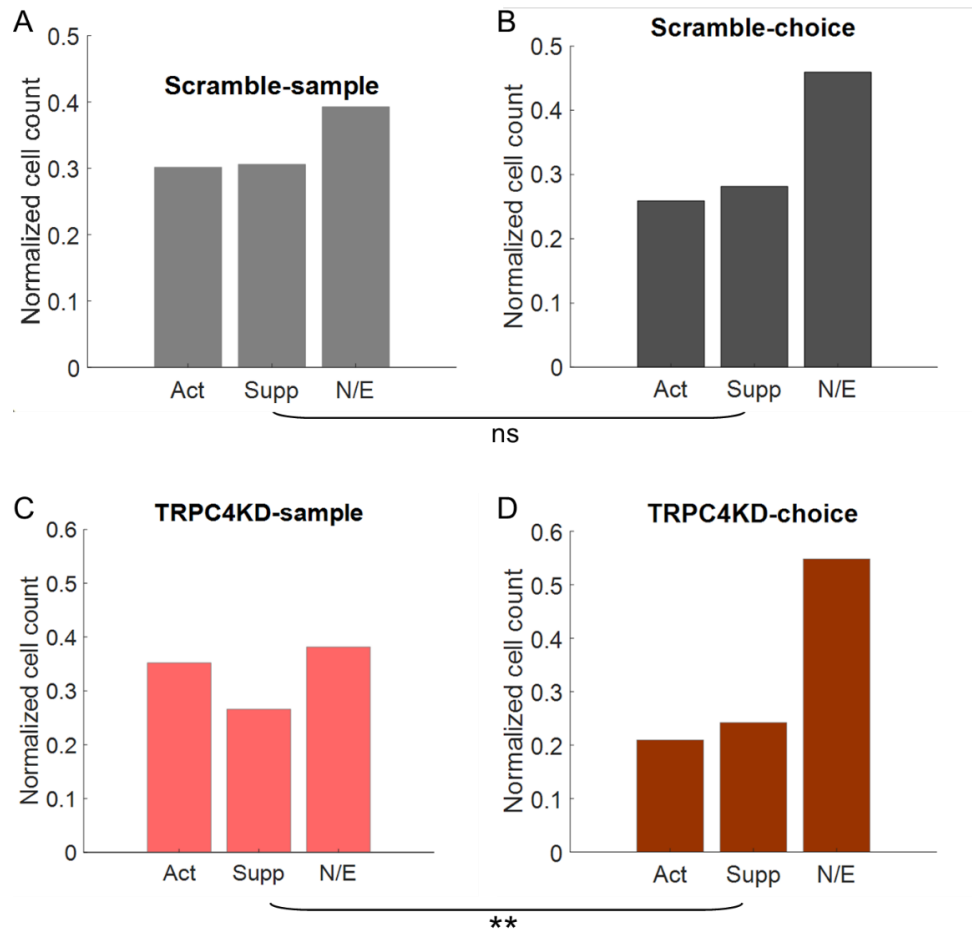 A
Scramble-sample
Normalized cell count
0.5
0.4
0.3
0.2
0.1
0
Act Supp N/E
B
Scramble-choice
Normalized cell count
0.5
0.4
0.3
0.2
0.1
0
Act Supp N/E
ns
C
TRPC4KD-sample
Normalized cell count
0.6
0.5
0.4
0.3
0.2
0.1
0
Act Supp N/E
D
TRPC4KD-choice
Normalized cell count
0.6
0.5
0.4
0.3
0.2
0.1
0
Act Supp N/E
**